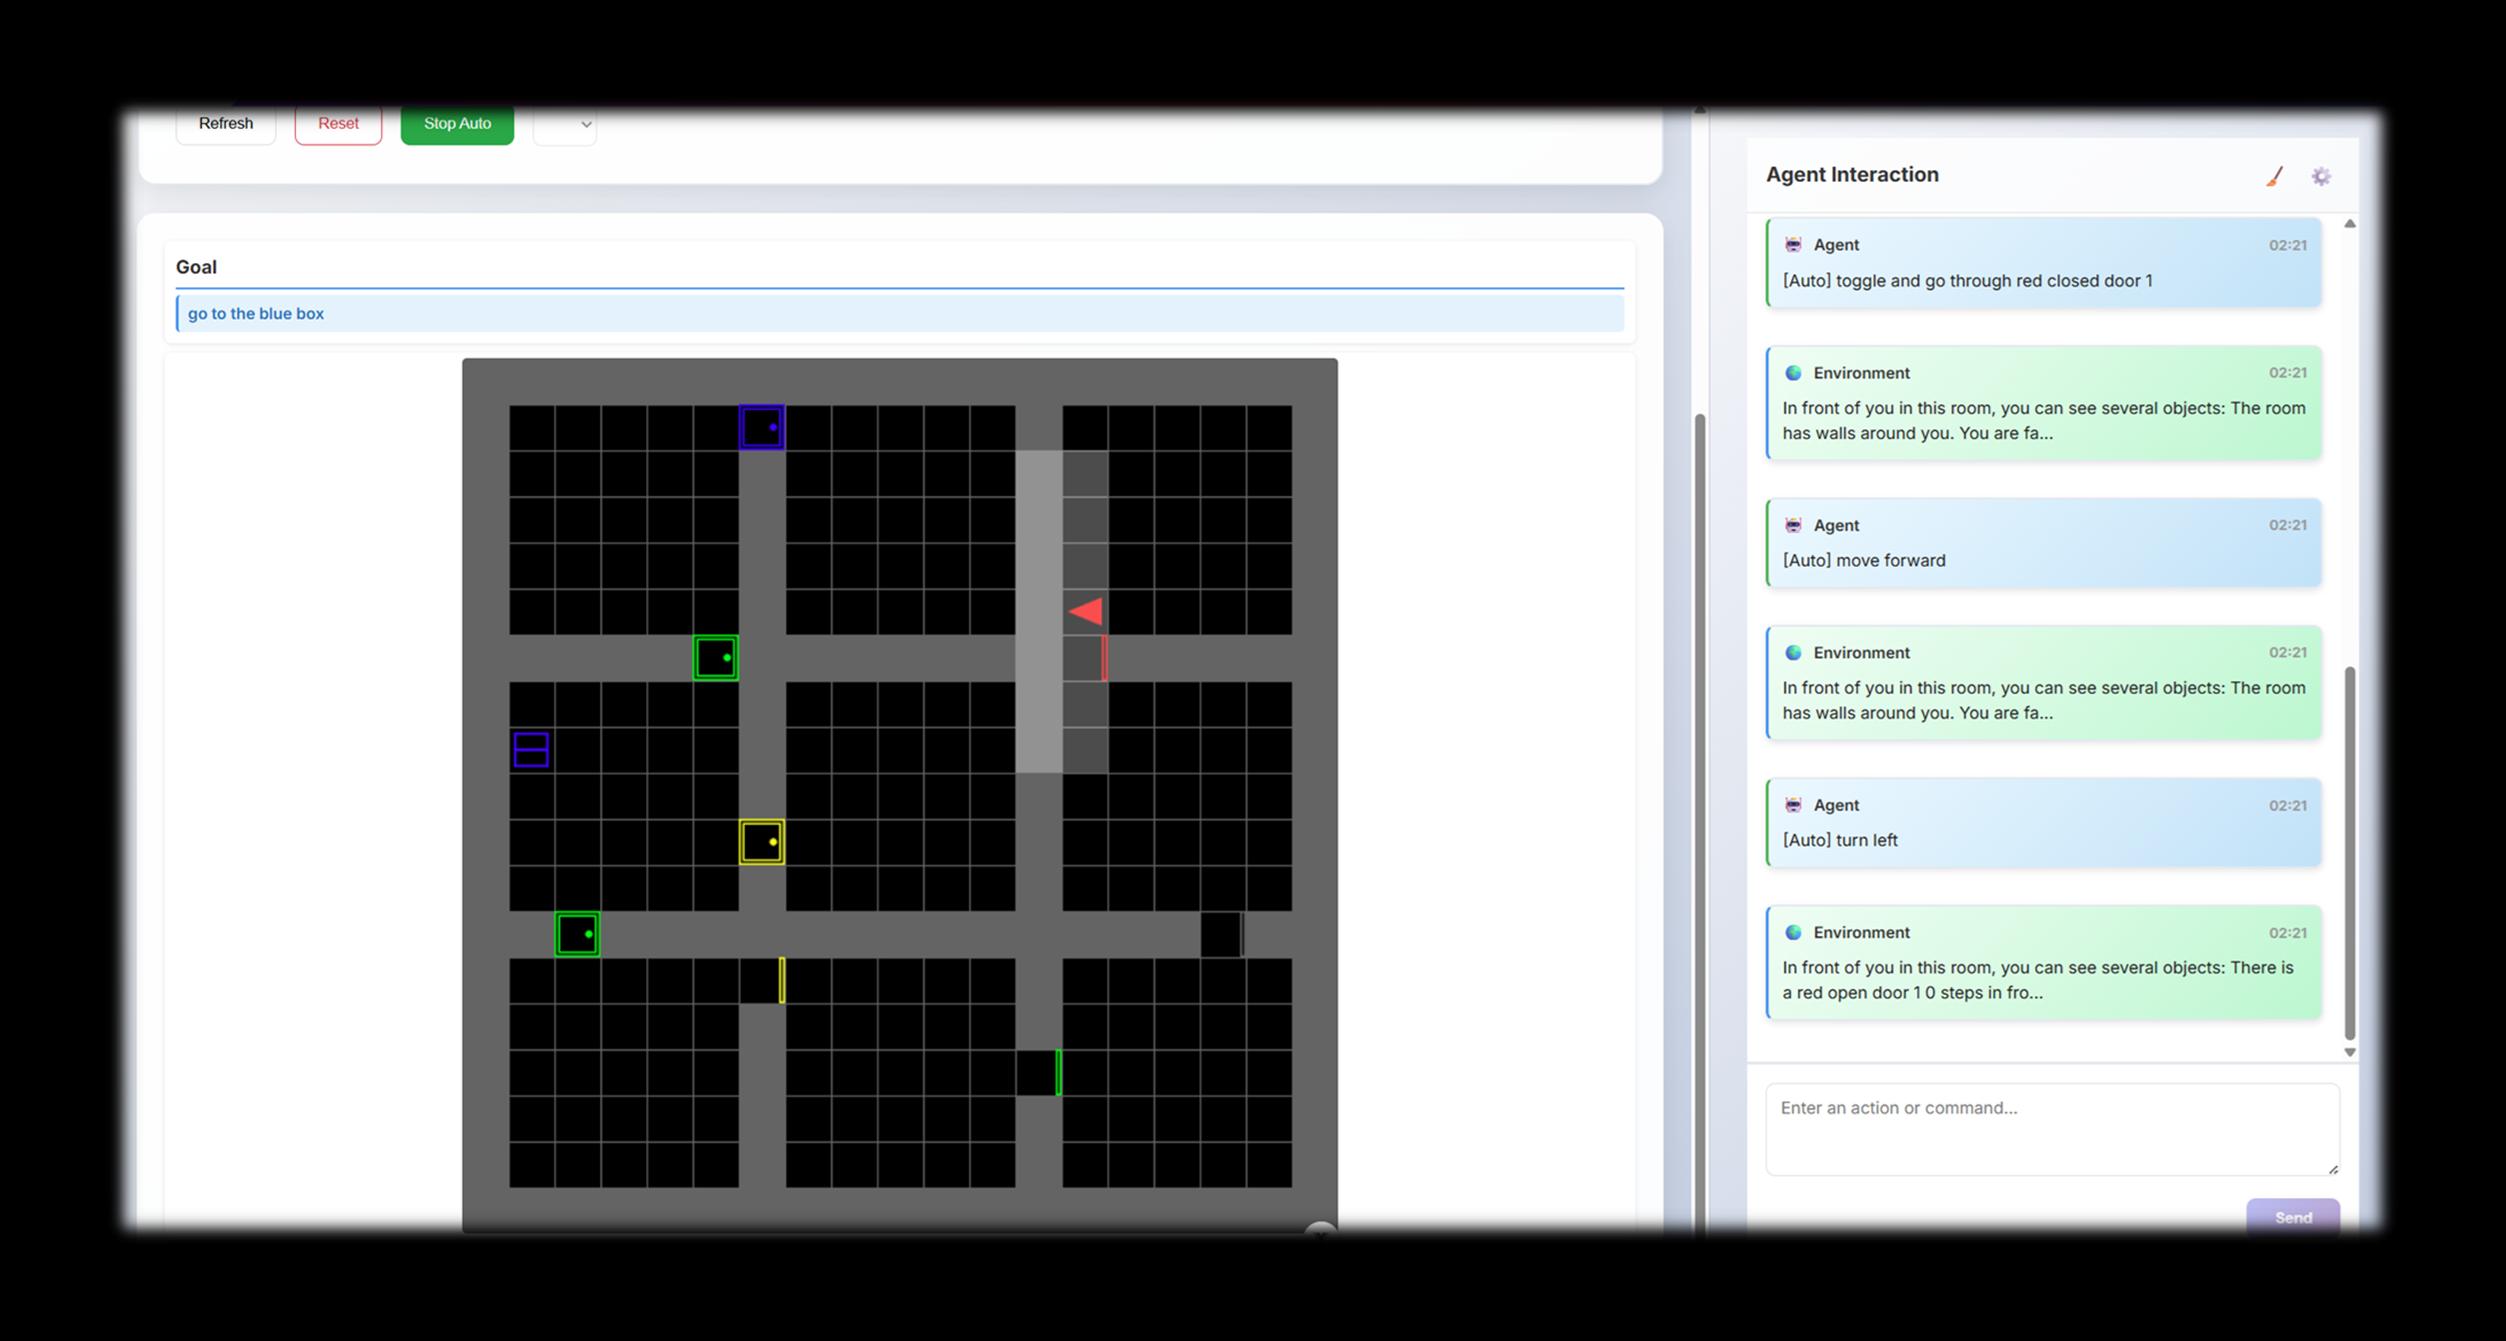 Refresh
Reset
Stop Auto
Goal
go to the blue box
Agent Interaction
Agent
02:21
[Auto] toggle and go through red closed door 1
Environment
02:21
In front of you in this room, you can see several objects: The room
has walls around you. You are fa...
Agent
02:21
[Auto] move forward
Environment
02:21
In front of you in this room, you can see several objects: The room
has walls around you. You are fa...
Agent
02:21
[Auto] turn left
Environment
02:21
In front of you in this room, you can see several objects: There is
a red open door 1 0 steps in fro...
Enter an action or command...
Send